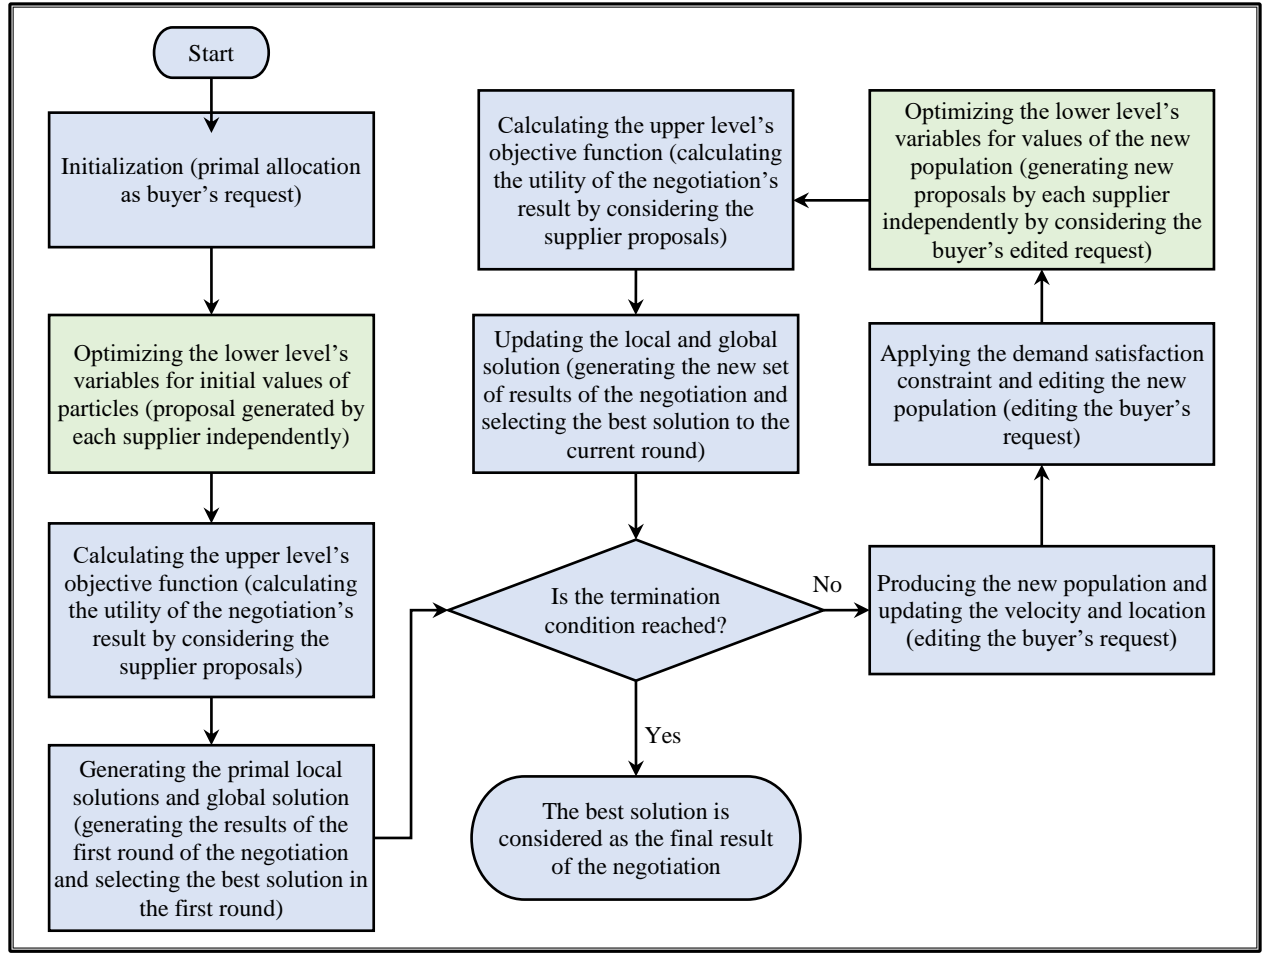 Start
Initialization (primal allocation
as buyer’s request)
Optimizing the lower level’s
variables for initial values of
particles (proposal generated by
each supplier independently)
Calculating the upper level’s
objective function (calculating
the utility of the negotiation’s
result by considering the
supplier proposals)
Generating the primal local
solutions and global solution
(generating the results of the
first round of the negotiation
and selecting the best solution in
the first round)
Calculating the upper level’s
objective function (calculating
the utility of the negotiation’s
result by considering the
supplier proposals)
Updating the local and global
solution (generating the new set
of results of the negotiation and
selecting the best solution to the
current round)
Is the termination
condition reached?
Yes
The best solution is
considered as the final result
of the negotiation
No
Producing the new population and
updating the velocity and location
(editing the buyer’s request)
Applying the demand satisfaction
constraint and editing the new
population (editing the buyer’s
request)
Optimizing the lower level’s
variables for values of the new
population (generating new
proposals by each supplier
independently by considering the
buyer’s edited request)